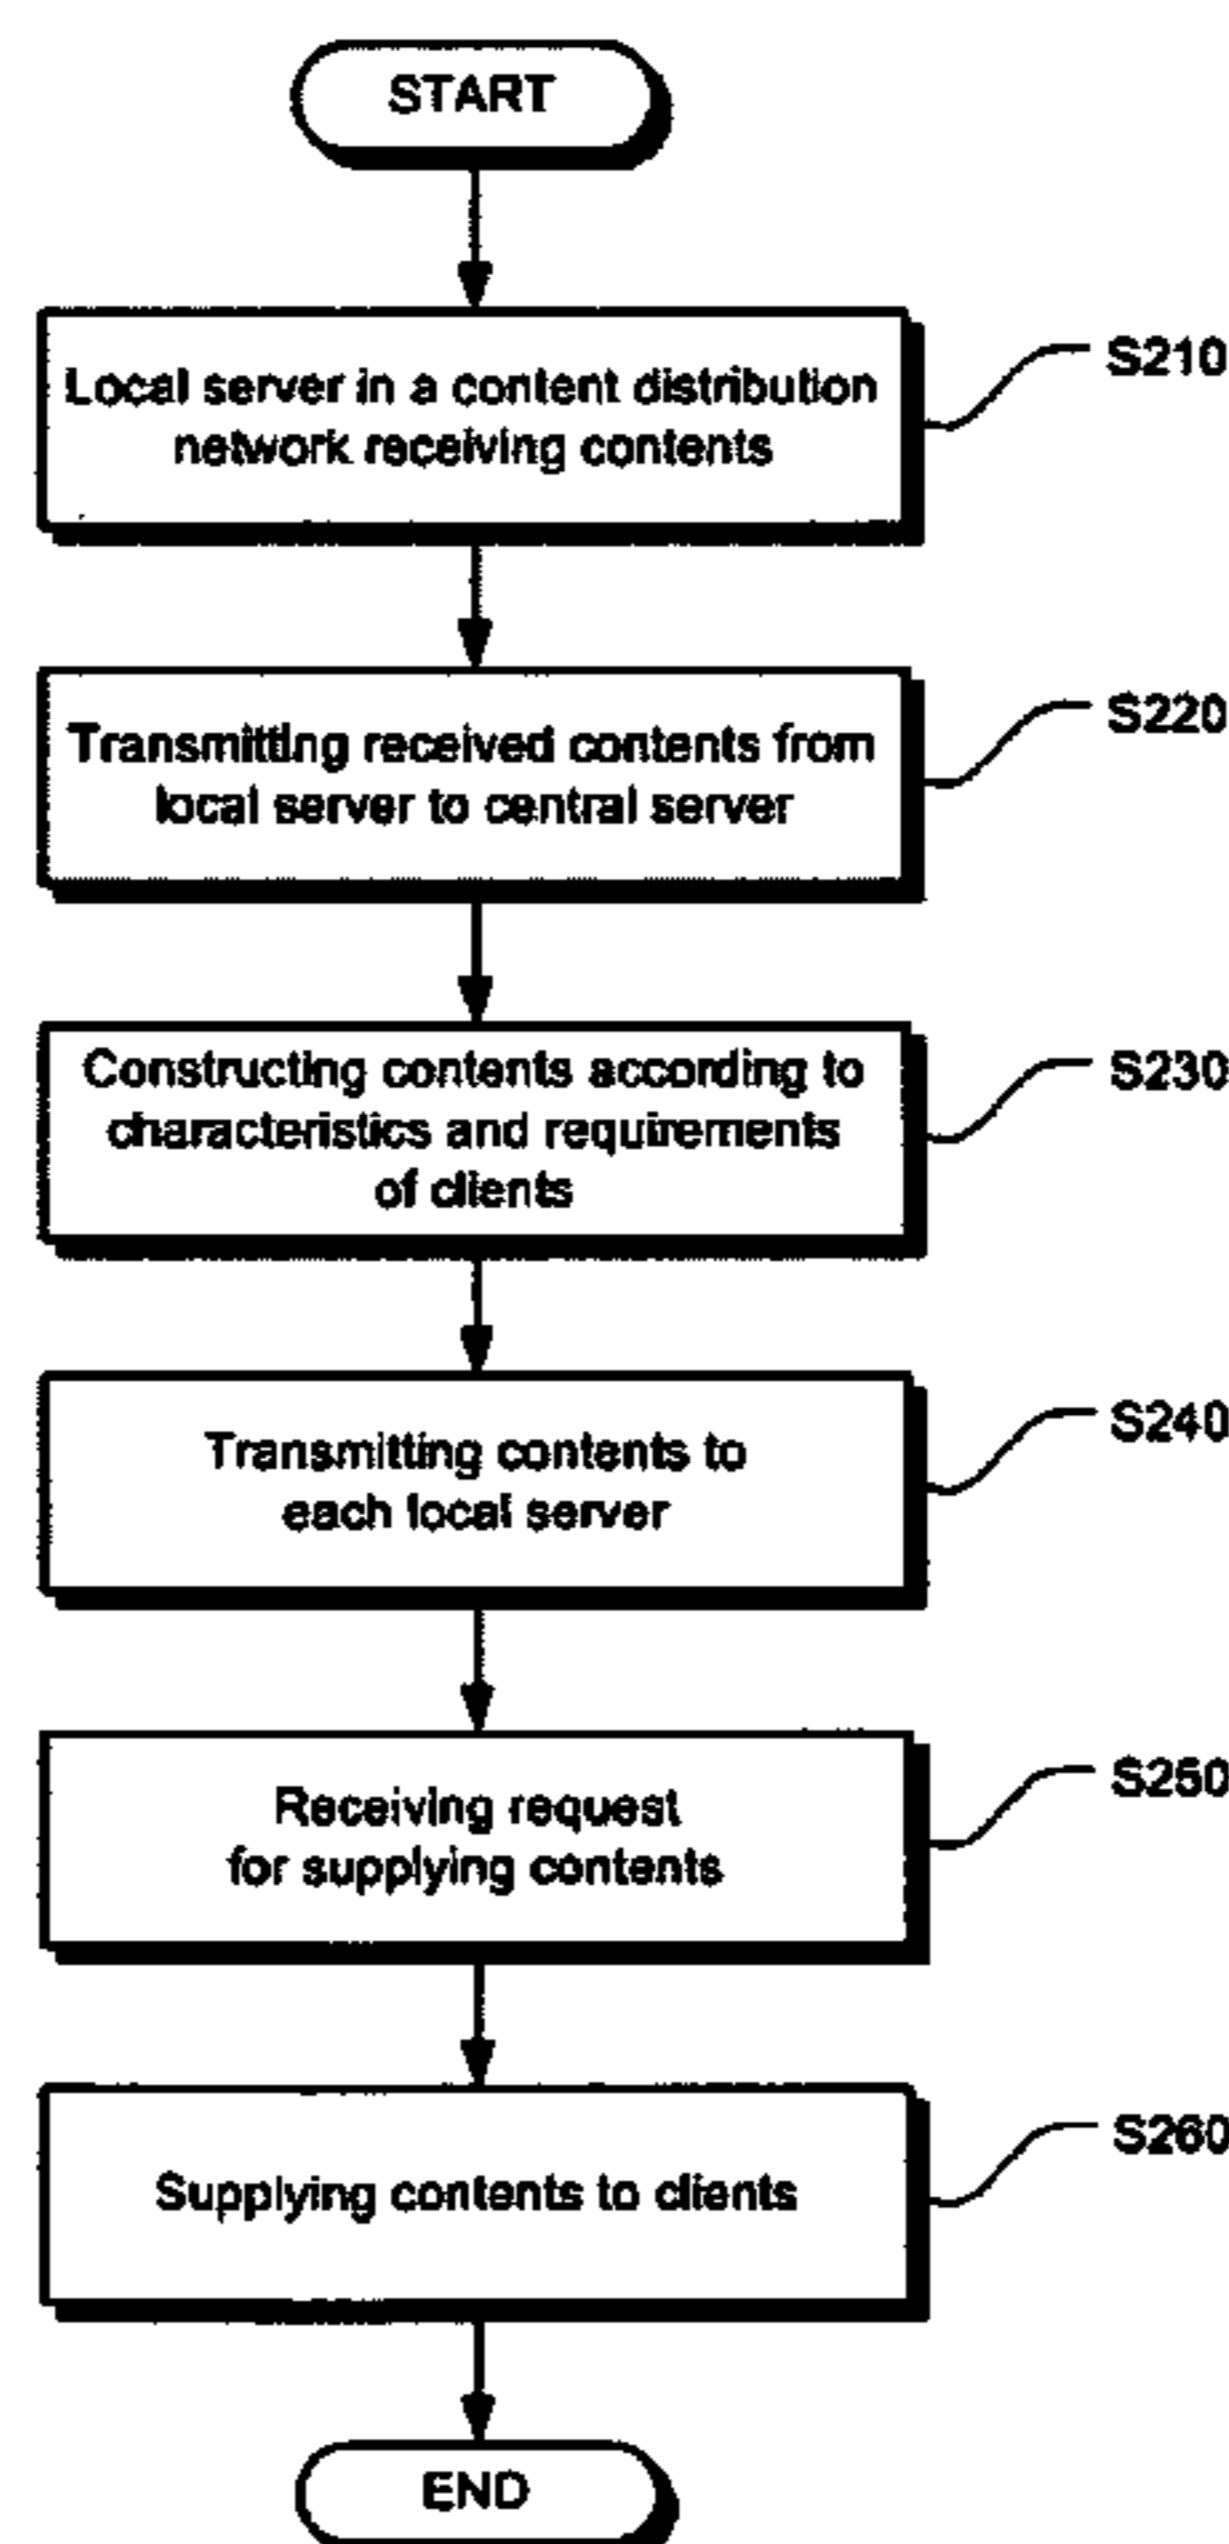 START
Local server in a content distribution
network receiving contents
S210
Transmitting received contents from
local server to central server
S220
Constructing contents according to
characteristics and requirements
of clients
S230
Transmitting contents to
each local server
S240
Receiving request
for supplying contents
S250
Supplying contents to clients
S260
END